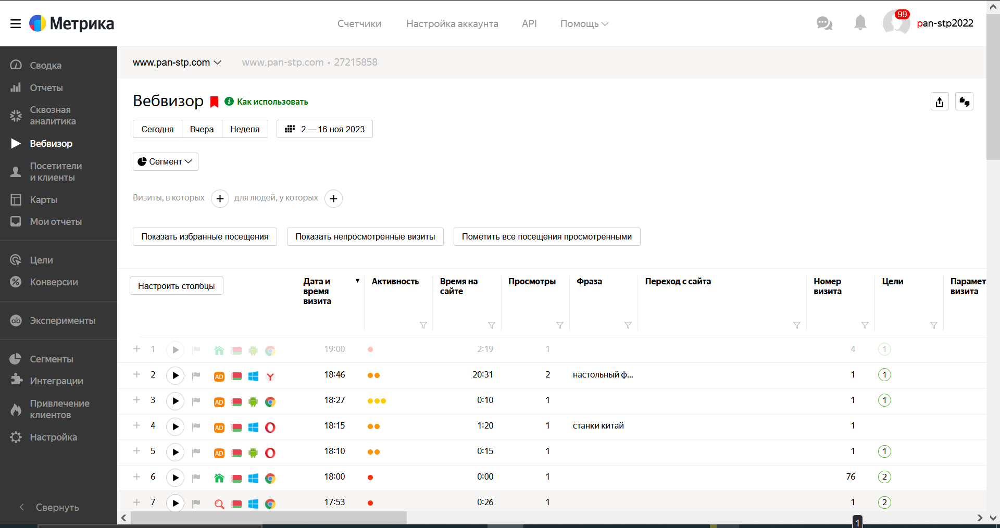 Метрика
Счетчики
Настройка аккаунта
API
Помощь
99
pan-stp2022
Сводка
Отчеты
Сквозная
аналитика
Вебвизор
Посетители
и клиенты
Карты
Мои отчеты
Цели
Конверсии
ab
Эксперименты
Сегменты
Интеграции
Привлечение
клиентов
Настройка
Свернуть
www.pan-stp.com
www.pan-stp.com • 27215858
Вебвизор
i Как использовать
Сегодня
Вчера
Неделя
2 — 16 ноя 2023
Сегмент
Визиты, в которых + для людей, у которых +
Показать избранные посещения
Показать непросмотренные визиты
Пометить все посещения просмотренными
Настроить столбцы
Дата и
время
визита
▼
Активность
Время на
сайте
Просмотры
Фраза
Переход с сайта
Номер
визита
Цели
Парамет
визита
+ 1 19:00 2:19 1 4 1
+ 2 AD Y 18:46 20:31 2 настольный ф... 1 1
+ 3 AD 18:27 0:10 1 1 1
+ 4 AD 18:15 1:20 1 станки китай 1
+ 5 AD 18:10 0:15 1 1 1
+ 6 18:00 0:00 1 76 2
+ 7 17:53 0:26 1 1 2
1